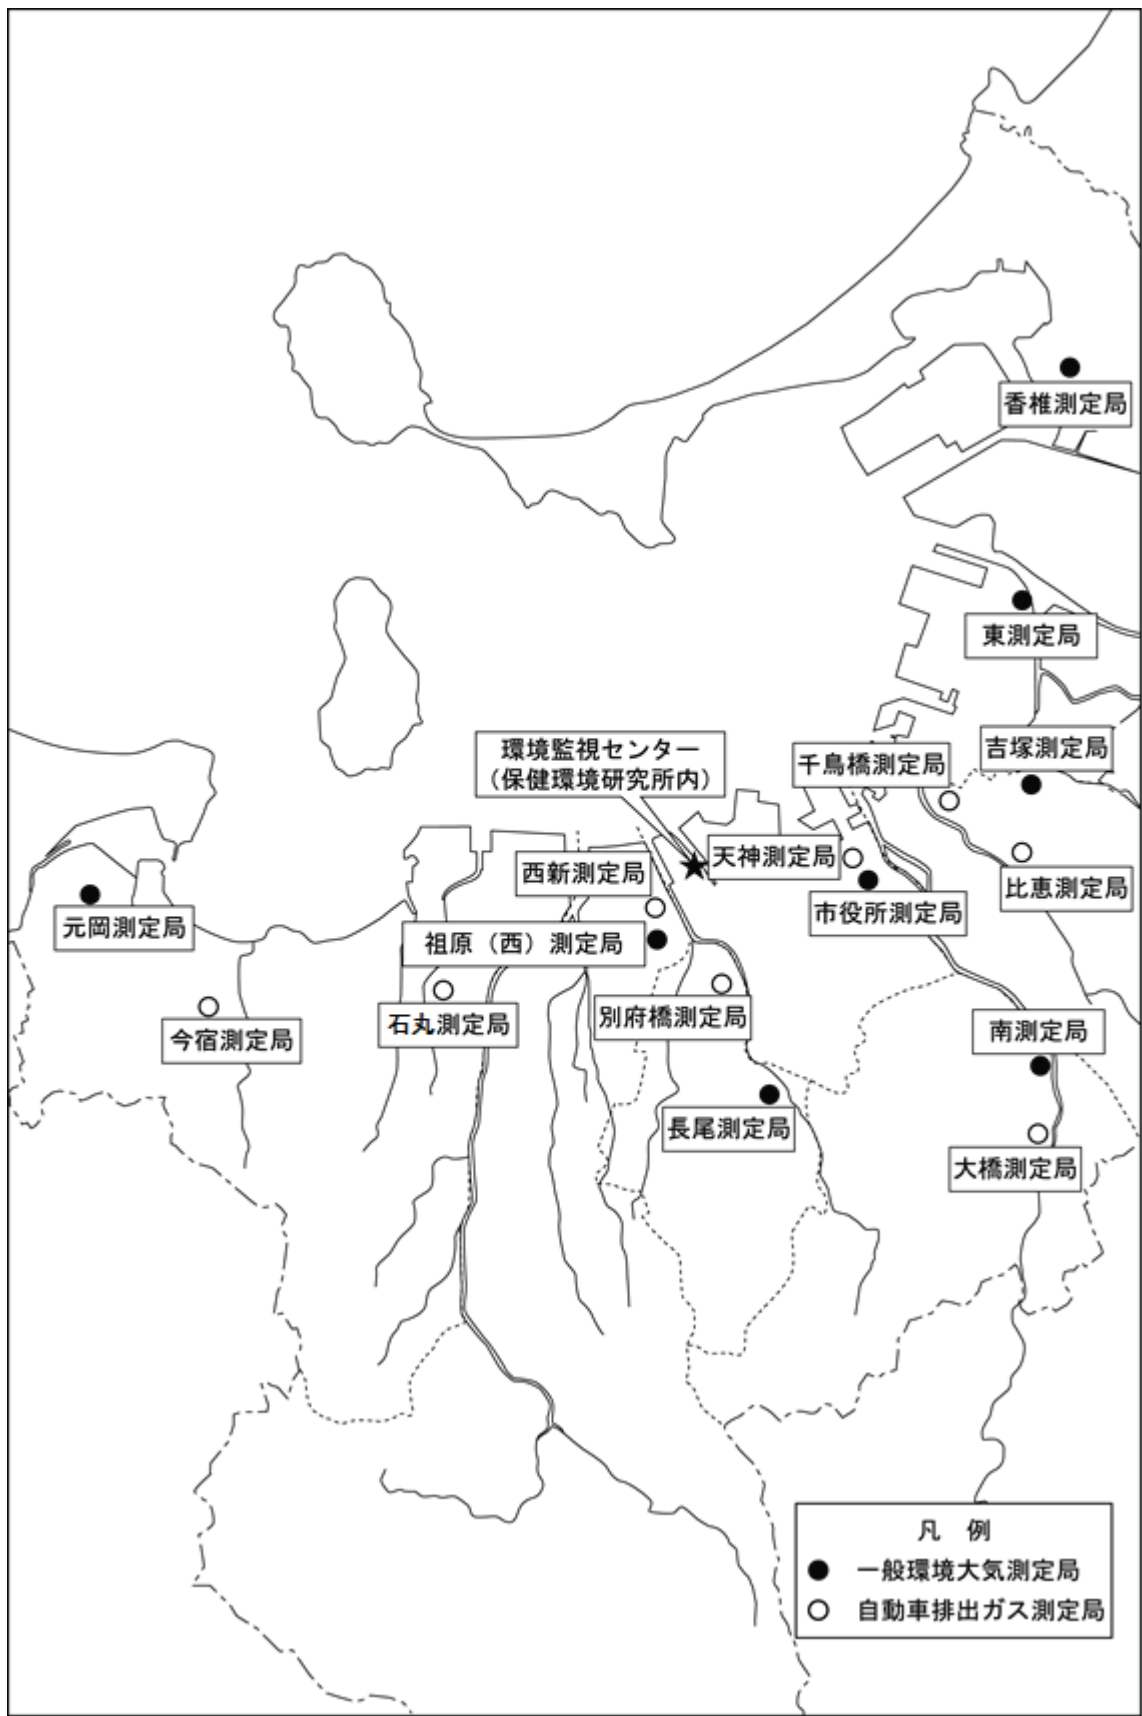 香椎測定局
東測定局
吉塚測定局
環境監視センター
（保健環境研究所内）
千鳥橋測定局
天神測定局
西新測定局
比恵測定局
市役所測定局
元岡測定局
祖原（西）測定局
石丸測定局
別府橋測定局
今宿測定局
南測定局
長尾測定局
大橋測定局
凡 例
● 一般環境大気測定局
○ 自動車排出ガス測定局